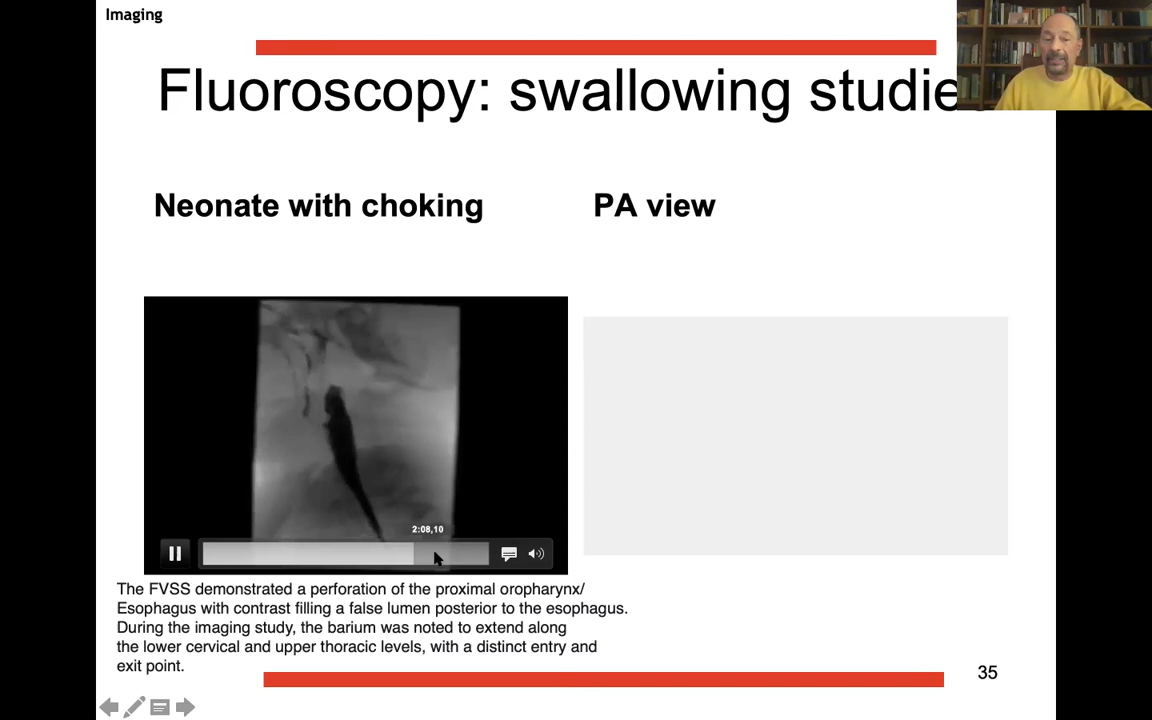 Imaging
Fluoroscopy: swallowing
Neonate with choking
PA view
2:08,10
The FVSS demonstrated a perforation of the proximal oropharynx/
Esophagus with contrast filling a false lumen posterior to the esophagus.
During the imaging study, the barium was noted to extend along
the lower cervical and upper thoracic levels, with a distinct entry and
exit point.
35